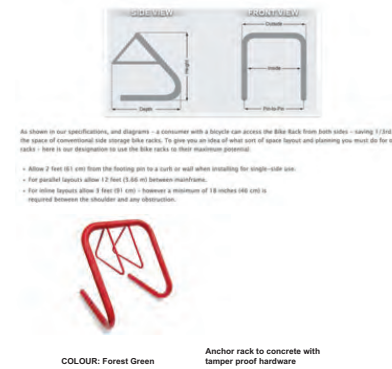 SIDE VIEW
FRONT VIEW
Outside
Inside
Height
Depth
Pin-to-Pin
As shown in our specifications, and diagrams - a consumer with a bicycle can access the Bike Rack from both sides - saving 1/3rd
the space of conventional side storage bike racks. To give you an idea of what sort of space layout and planning you must do for
racks - here is our designation to use the bike racks to their maximum potential:
• Allow 2 feet (61 cm) from the footing pin to a curb or wall when installing for single-side use.
• For parallel layouts allow 12 feet (3.66 m) between mainframe.
• For inline layouts allow 3 feet (91 cm) - however a minimum of 18 inches (46 cm) is
required between the shoulder and any obstruction.
COLOUR: Forest Green
Anchor rack to concrete with
tamper proof hardware